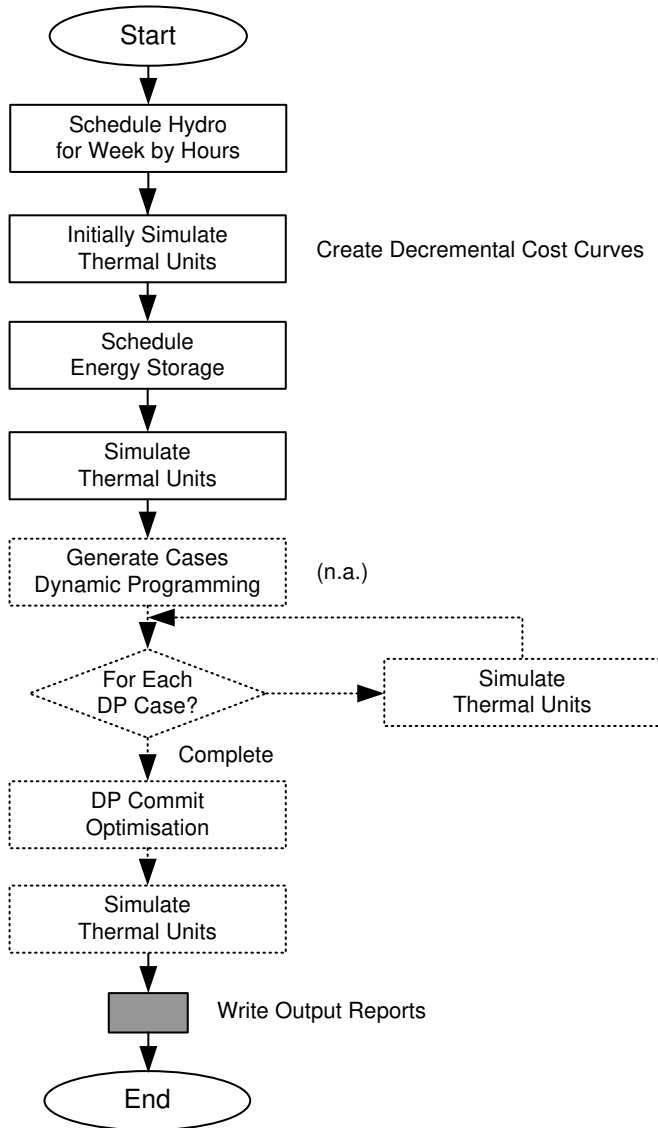 Start
Schedule Hydro
for Week by Hours
Initially Simulate
Thermal Units
Create Decremental Cost Curves
Schedule
Energy Storage
Simulate
Thermal Units
Generate Cases
Dynamic Programming
(n.a.)
For Each
DP Case?
Simulate
Thermal Units
Complete
DP Commit
Optimisation
Simulate
Thermal Units
Write Output Reports
End